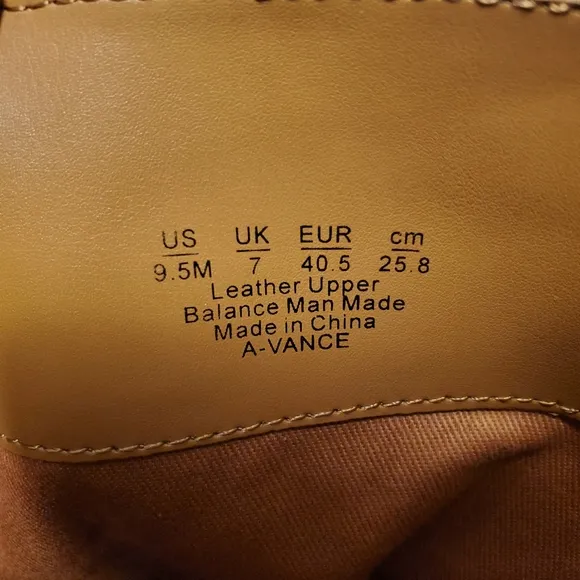 US UK EUR cm
9.5M 7 40.5 25.8
Leather Upper
Balance Man Made
Made in China
A-VANCE